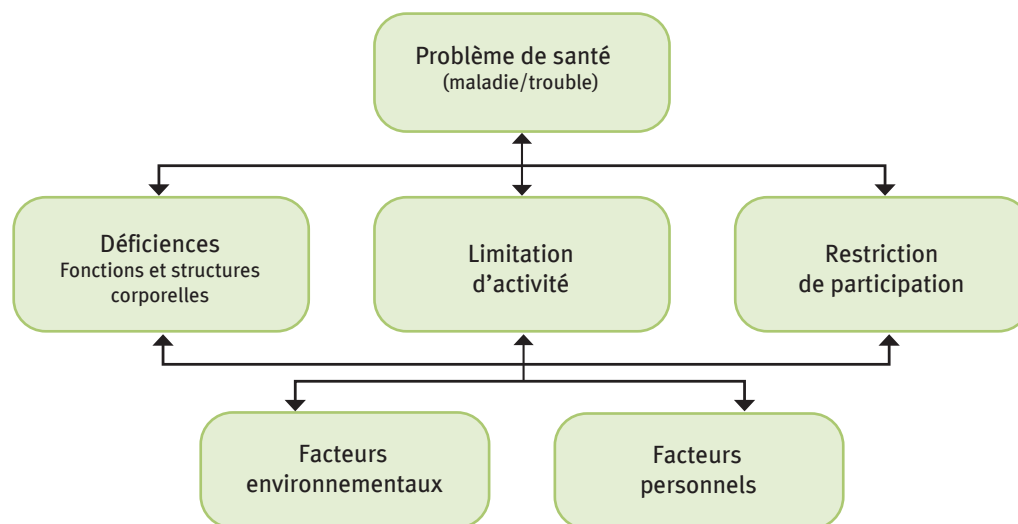 Problème de santé
(maladie/trouble)
Déficiences
Fonctions et structures
corporelles
Limitation
d’activité
Restriction
de participation
Facteurs
environnementaux
Facteurs
personnels